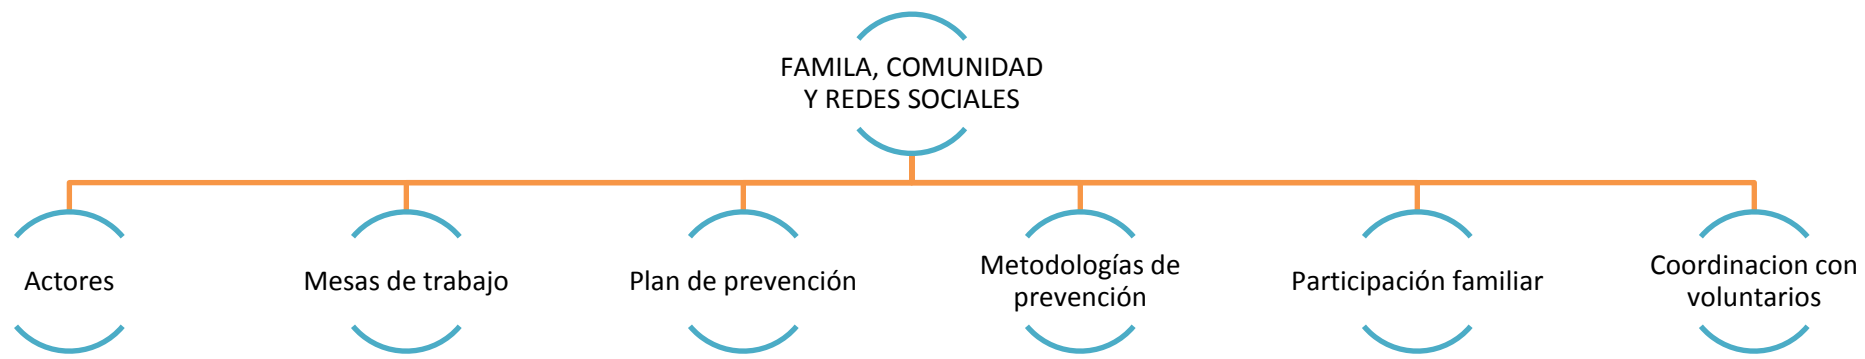 FAMILA, COMUNIDAD
Y REDES SOCIALES
Actores
Mesas de trabajo
Plan de prevención
Metodologías de
prevención
Participación familiar
Coordinacion con
voluntarios